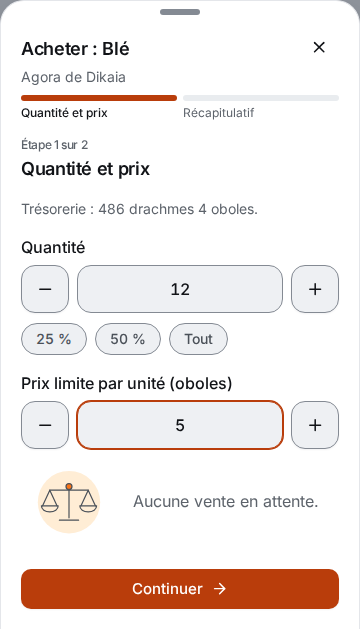 Acheter : Blé
Agora de Dikaia
Quantité et prix
Récapitulatif
Étape 1 sur 2
Quantité et prix
Trésorerie : 486 drachmes 4 oboles.
Quantité
12
25 %
50 %
Tout
Prix limite par unité (oboles)
5
Aucune vente en attente.
Continuer →